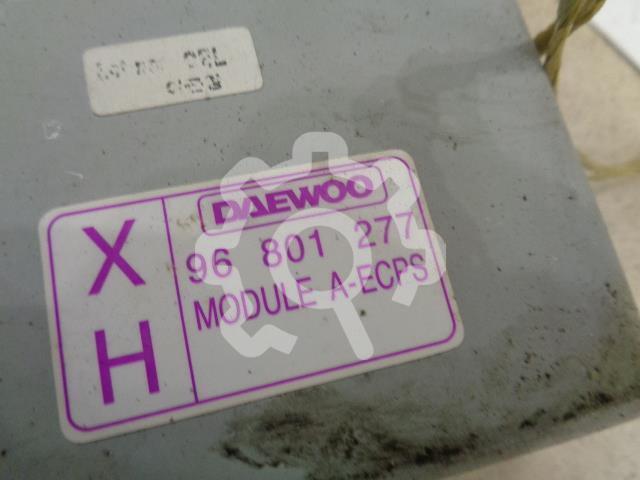 X
H
DAEWOO
96 801 277
MODULE A-ECPS